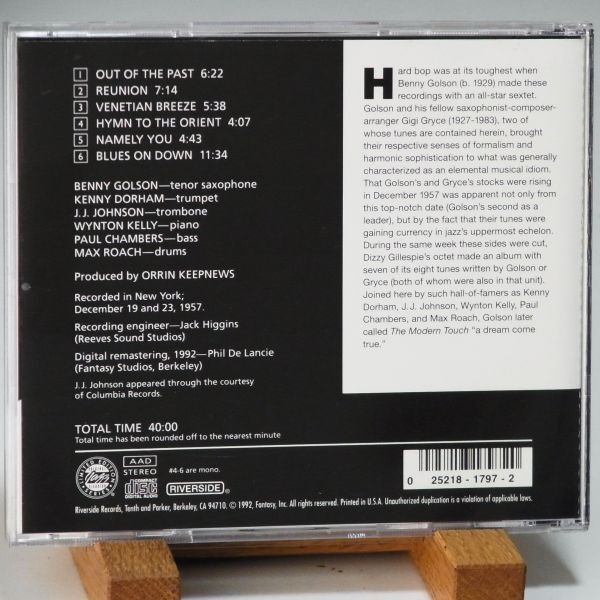 1 OUT OF THE PAST 6:22
2 REUNION 7:14
3 VENETIAN BREEZE 5:38
4 HYMN TO THE ORIENT 4:07
5 NAMELY YOU 4:43
6 BLUES ON DOWN 11:34
BENNY GOLSON—tenor saxophone
KENNY DORHAM—trumpet
J.J. JOHNSON—trombone
WYNTON KELLY—piano
PAUL CHAMBERS—bass
MAX ROACH—drums
Produced by ORRIN KEEPNEWS
Recorded in New York;
December 19 and 23, 1957.
Recording engineer—Jack Higgins
(Reeves Sound Studios)
Digital remastering, 1992—Phil De Lancie
(Fantasy Studios, Berkeley)
J.J. Johnson appeared through the courtesy
of Columbia Records.
TOTAL TIME 40:00
Total time has been rounded off to the nearest minute
Hard bop was at its toughest when
Benny Golson (b. 1929) made these
recordings with an all-star sextet.
Golson and his fellow saxophonist-composer-
arranger Gigi Gryce (1927-1983), two of
whose tunes are contained herein, brought
their respective senses of formalism and
harmonic sophistication to what was generally
characterized as an elemental musical idiom.
That Golson's and Gryce's stocks were rising
in December 1957 was apparent not only from
this top-notch date (Golson's second as a
leader), but by the fact that their tunes were
gaining currency in jazz's uppermost echelon.
During the same week these sides were cut,
Dizzy Gillespie's octet made an album with
seven of its eight tunes written by Golson or
Gryce (both of whom were also in that unit).
Joined here by such hall-of-famers as Kenny
Dorham, J.J. Johnson, Wynton Kelly, Paul
Chambers, and Max Roach, Golson later
called The Modern Touch "a dream come
true."
LIMITED EDITION
Jazz
SERIES
AAD
STEREO
#4-6 are mono.
COMPACT
disc
DIGITAL AUDIO
RIVERSIDE ®
0 25218-1797-2
Riverside Records, Tenth and Parker, Berkeley, CA 94710. © 1992, Fantasy, Inc. All rights reserved. Printed in U.S.A. Unauthorized duplication is a violation of applicable laws.